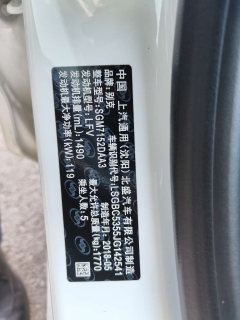 中国 上汽通用(沈阳)北盛汽车有限公司制造
品牌:别克 车辆识别代号:LSGBC5355JG142541
整车型号:SGM7152DAA3 制造年月:2018-05
发动机型号:LFV 最大允许总质量(kg):1770
发动机排量(mL):1490 乘坐人数:5
发动机最大净功率(kW):119